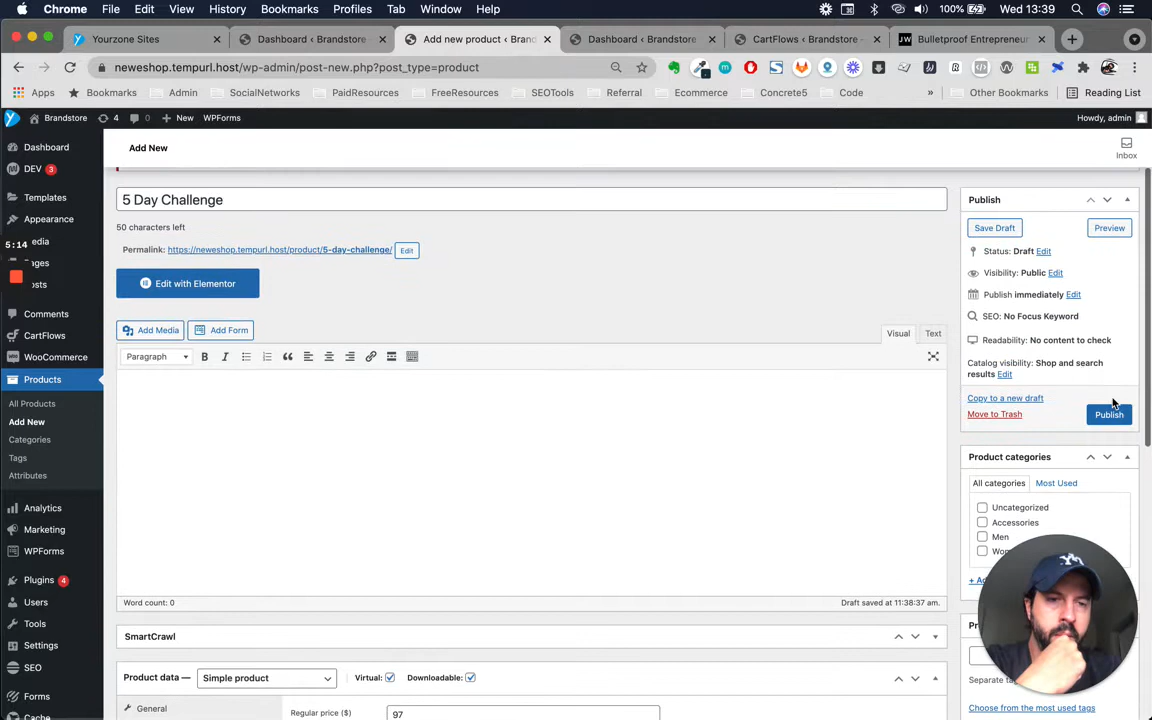 Chrome File Edit View History Bookmarks Profiles Tab Window Help 100% Wed 13:39
Yourzone Sites Dashboard ‹ Brandstore Add new product ‹ Bran Dashboard ‹ Brandstore CartFlows ‹ Brandstore — Bulletproof Entrepreneur
neweshop.tempurl.host/wp-admin/post-new.php?post_type=product
Apps Bookmarks Admin SocialNetworks PaidResources FreeResources SEOTools Referral Ecommerce Concrete5 Code » Other Bookmarks Reading List
Brandstore 4 0 + New WPForms Howdy, admin
Dashboard
DEV 3
Templates
Appearance
5:14
edia
ages
osts
Comments
CartFlows
WooCommerce
Products
All Products
Add New
Categories
Tags
Attributes
Analytics
Marketing
WPForms
Plugins 4
Users
Tools
Settings
SEO
Forms
Cache
Add New
Inbox
5 Day Challenge
50 characters left
Permalink: https://neweshop.tempurl.host/product/5-day-challenge/ Edit
Edit with Elementor
Add Media Add Form
Visual Text
Paragraph B I
Word count: 0 Draft saved at 11:38:37 am.
SmartCrawl
Product data — Simple product Virtual: Downloadable:
General Regular price ($) 97
Publish
Save Draft Preview
Status: Draft Edit
Visibility: Public Edit
Publish immediately Edit
SEO: No Focus Keyword
Readability: No content to check
Catalog visibility: Shop and search
results Edit
Copy to a new draft
Move to Trash Publish
Product categories
All categories Most Used
Uncategorized
Accessories
Men
Separate ta
Choose from the most used tags